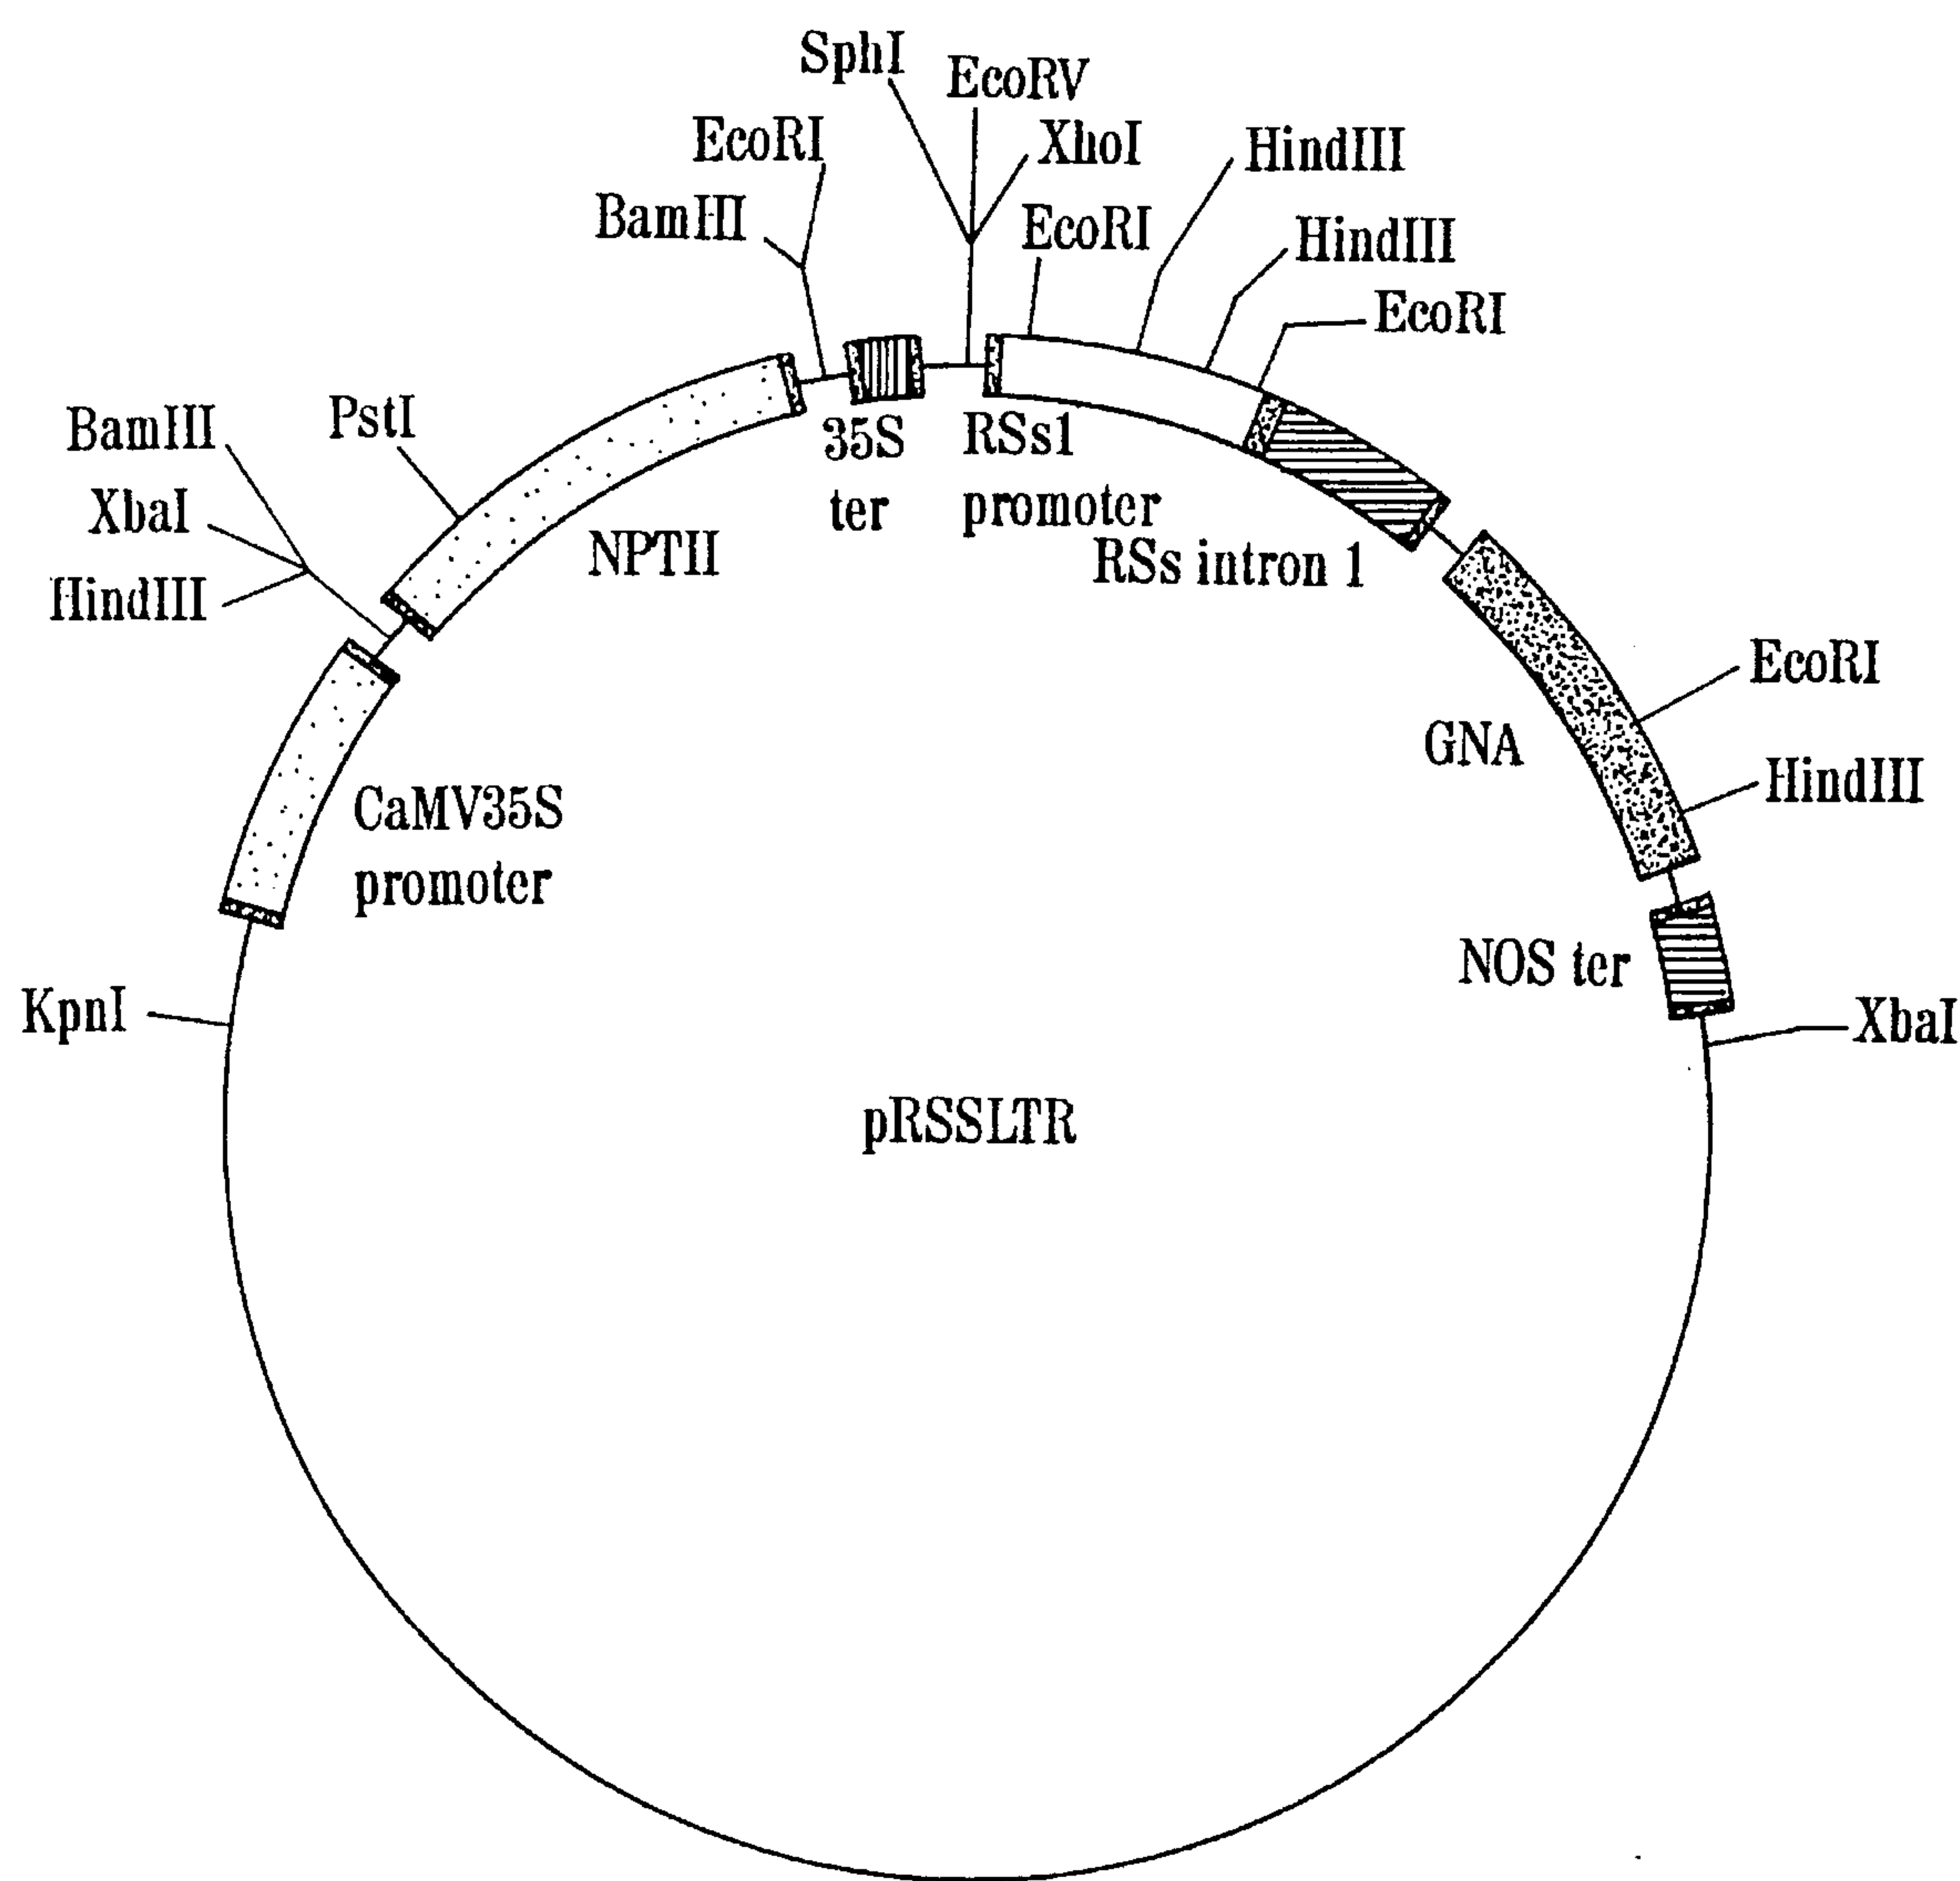 SphI
EcoRV
EcoRI
XhoI
HindIII
BamHI
EcoRI
HindIII
EcoRI
BamHI
PstI
XbaI
HindIII
NPTII
35S
ter
RSs1
promoter
RSs intron 1
EcoRI
GNA
HindIII
CaMV35S
promoter
NOS ter
KpnI
XbaI
pRSSLTR